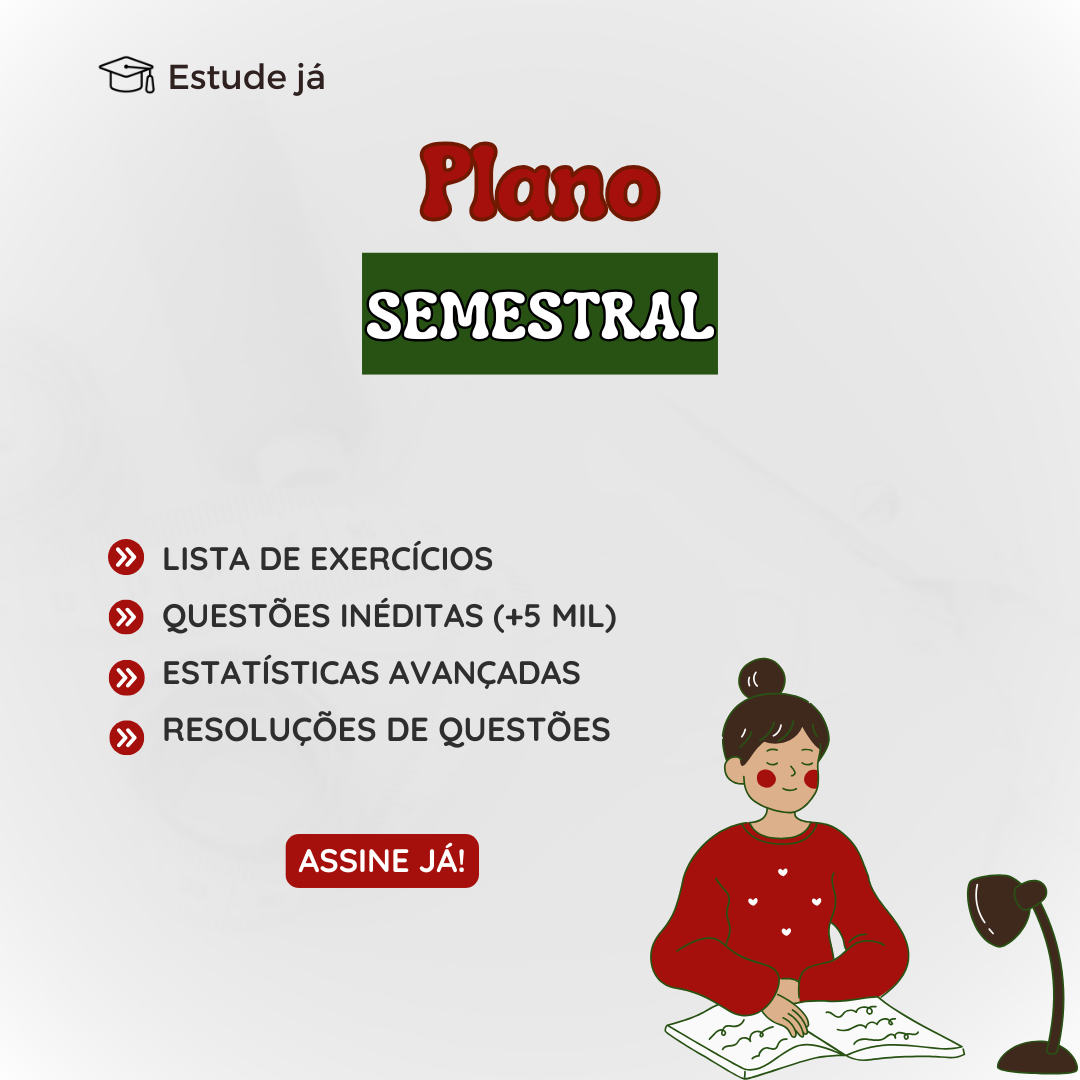 Estude já
Plano
SEMESTRAL
LISTA DE EXERCÍCIOS
QUESTÕES INÉDITAS (+5 MIL)
ESTATÍSTICAS AVANÇADAS
RESOLUÇÕES DE QUESTÕES
ASSINE JÁ!